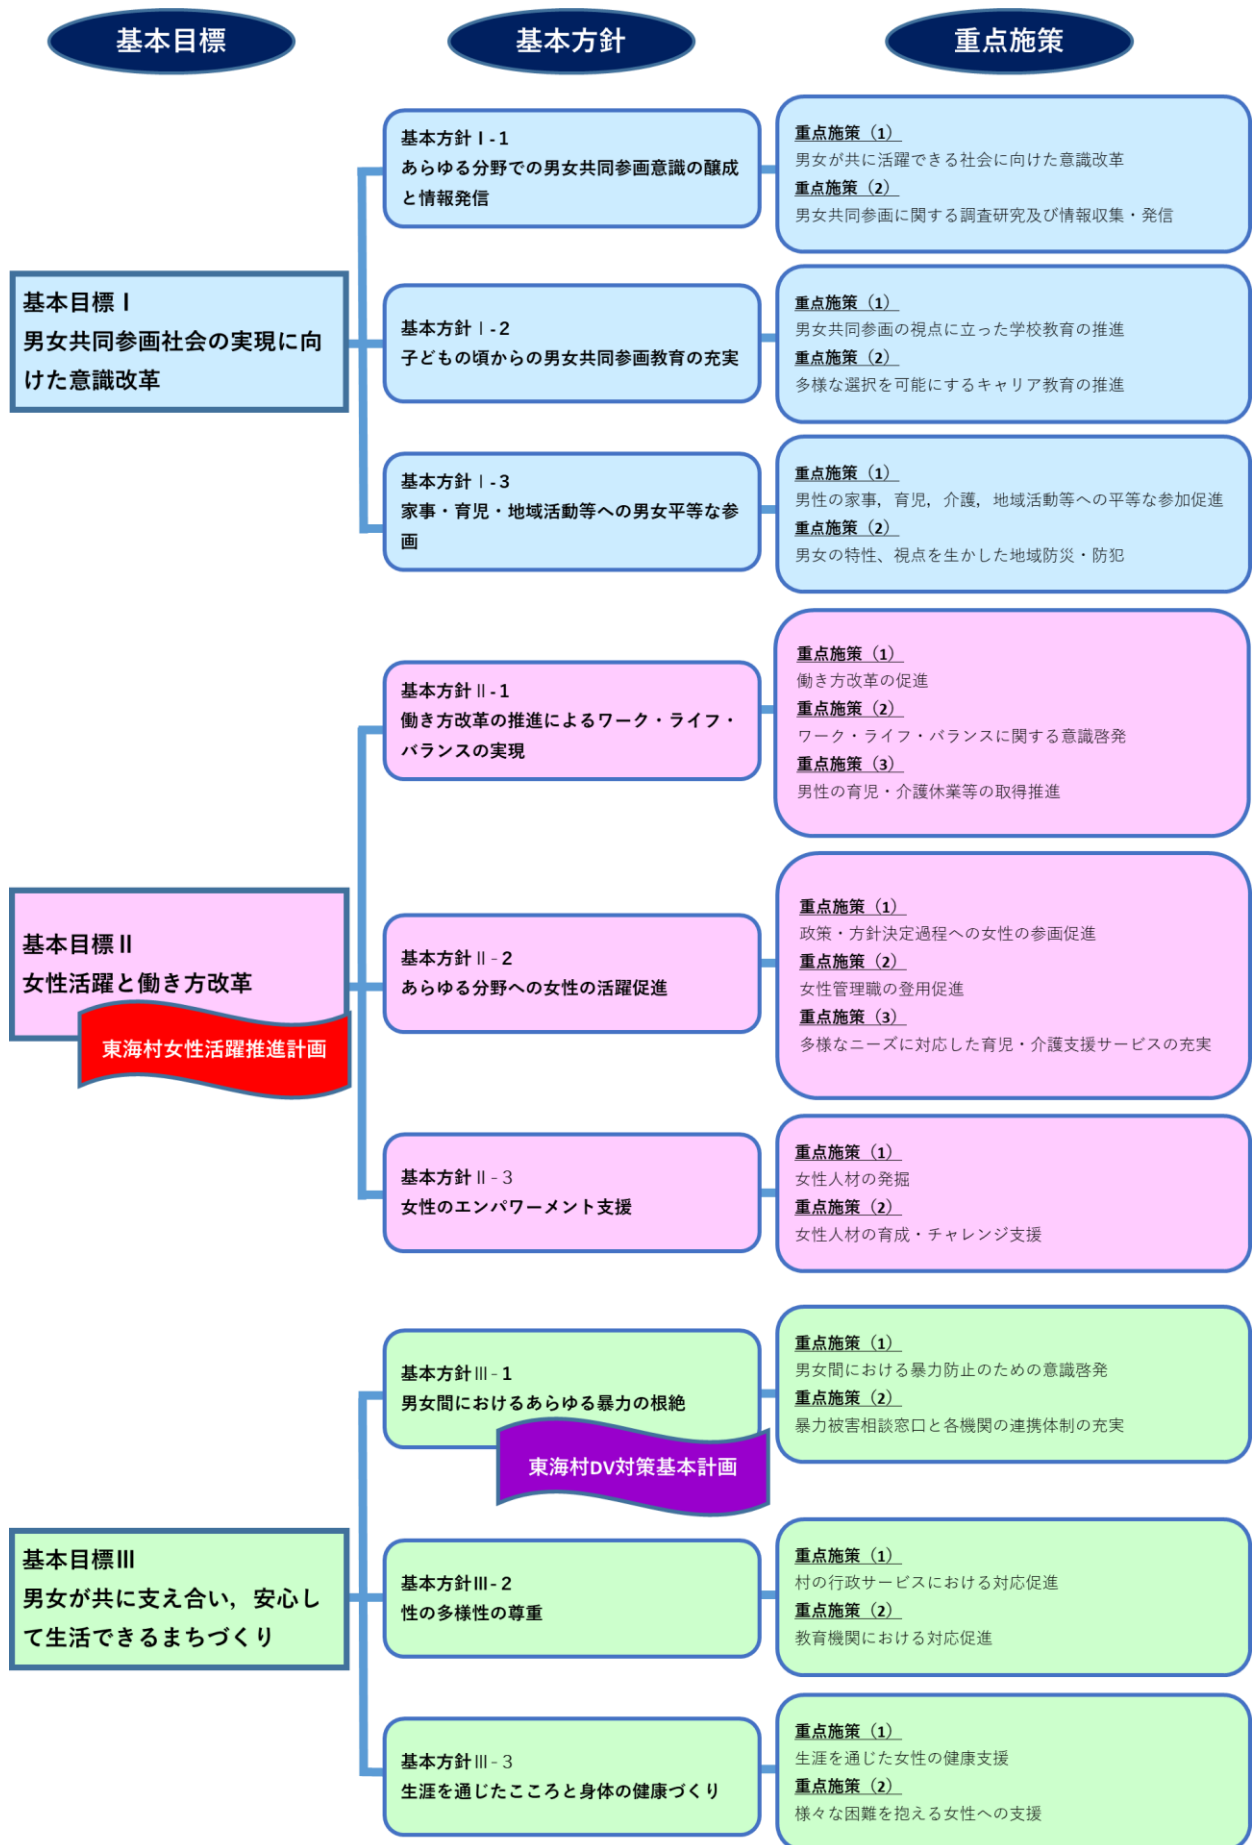 基本目標
基本方針
重点施策
基本目標Ⅰ
男女共同参画社会の実現に向
けた意識改革
基本方針Ⅰ-1
あらゆる分野での男女共同参画意識の醸成
と情報発信
重点施策（1）
男女が共に活躍できる社会に向けた意識改革
重点施策（2）
男女共同参画に関する調査研究及び情報収集・発信
基本方針Ⅰ-2
子どもの頃からの男女共同参画教育の充実
重点施策（1）
男女共同参画の視点に立った学校教育の推進
重点施策（2）
多様な選択を可能にするキャリア教育の推進
基本方針Ⅰ-3
家事・育児・地域活動等への男女平等な参
画
重点施策（1）
男性の家事，育児，介護，地域活動等への平等な参加促進
重点施策（2）
男女の特性、視点を生かした地域防災・防犯
基本目標Ⅱ
女性活躍と働き方改革
東海村女性活躍推進計画
基本方針Ⅱ-1
働き方改革の推進によるワーク・ライフ・
バランスの実現
重点施策（1）
働き方改革の促進
重点施策（2）
ワーク・ライフ・バランスに関する意識啓発
重点施策（3）
男性の育児・介護休業等の取得推進
基本方針Ⅱ-2
あらゆる分野への女性の活躍促進
重点施策（1）
政策・方針決定過程への女性の参画促進
重点施策（2）
女性管理職の登用促進
重点施策（3）
多様なニーズに対応した育児・介護支援サービスの充実
基本方針Ⅱ-3
女性のエンパワーメント支援
重点施策（1）
女性人材の発掘
重点施策（2）
女性人材の育成・チャレンジ支援
基本目標Ⅲ
男女が共に支え合い，安心し
て生活できるまちづくり
基本方針Ⅲ-1
男女間におけるあらゆる暴力の根絶
東海村DV対策基本計画
重点施策（1）
男女間における暴力防止のための意識啓発
重点施策（2）
暴力被害相談窓口と各機関の連携体制の充実
基本方針Ⅲ-2
性の多様性の尊重
重点施策（1）
村の行政サービスにおける対応促進
重点施策（2）
教育機関における対応促進
基本方針Ⅲ-3
生涯を通じたこころと身体の健康づくり
重点施策（1）
生涯を通じた女性の健康支援
重点施策（2）
様々な困難を抱える女性への支援